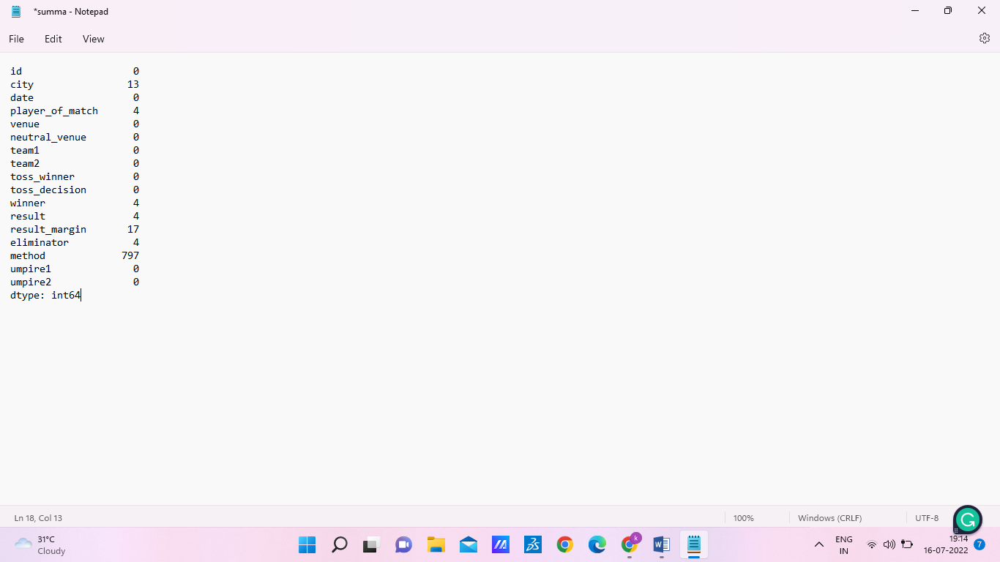 *summa - Notepad
File Edit View
id 0
city 13
date 0
player_of_match 4
venue 0
neutral_venue 0
team1 0
team2 0
toss_winner 0
toss_decision 0
winner 4
result 4
result_margin 17
eliminator 4
method 797
umpire1 0
umpire2 0
dtype: int64
Ln 18, Col 13 100% Windows (CRLF) UTF-8
31°C
Cloudy
k
W
ENG
IN
19:14
16-07-2022
7